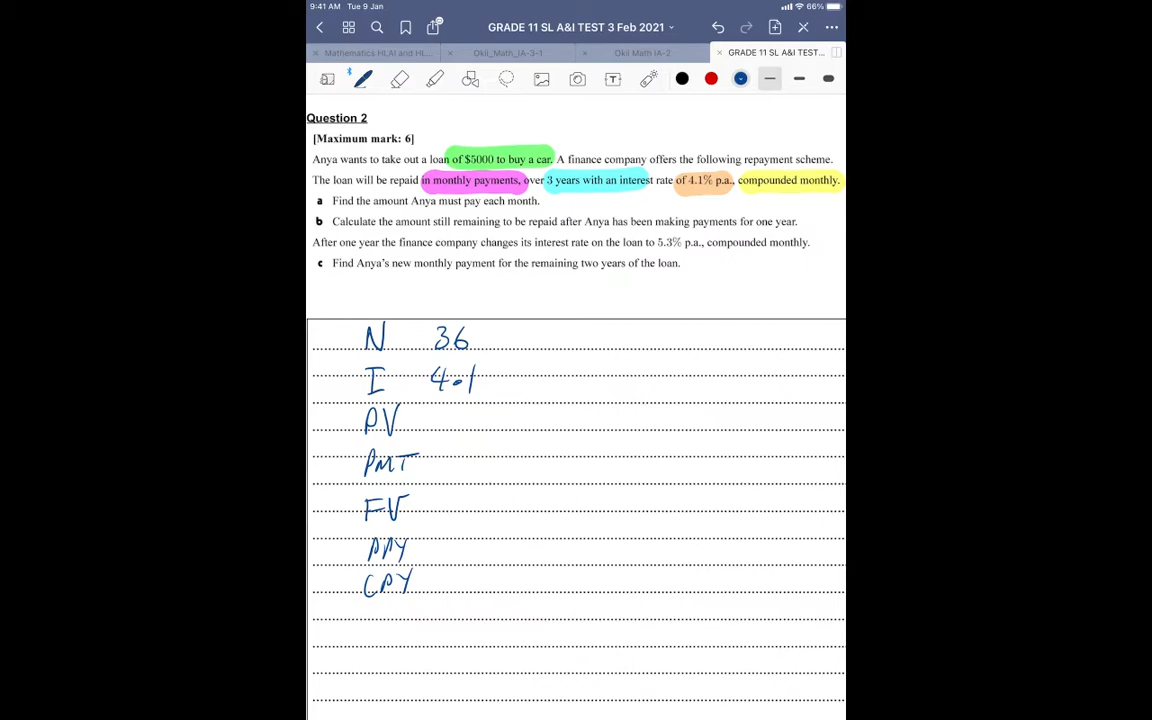 9:41 AM Tue 9 Jan 66%
GRADE 11 SL A&I TEST 3 Feb 2021
Mathematics HLAI and HL... Okii_Math_IA-3-1 Okii Math IA-2 GRADE 11 SL A&I TEST...
Question 2
[Maximum mark: 6]
Anya wants to take out a loan of $5000 to buy a car. A finance company offers the following repayment scheme.
The loan will be repaid in monthly payments, over 3 years with an interest rate of 4.1% p.a., compounded monthly.
a Find the amount Anya must pay each month.
b Calculate the amount still remaining to be repaid after Anya has been making payments for one year.
After one year the finance company changes its interest rate on the loan to 5.3% p.a., compounded monthly.
c Find Anya's new monthly payment for the remaining two years of the loan.
N 36
I 4.1
PV
PMT
FV
PPY
CPY